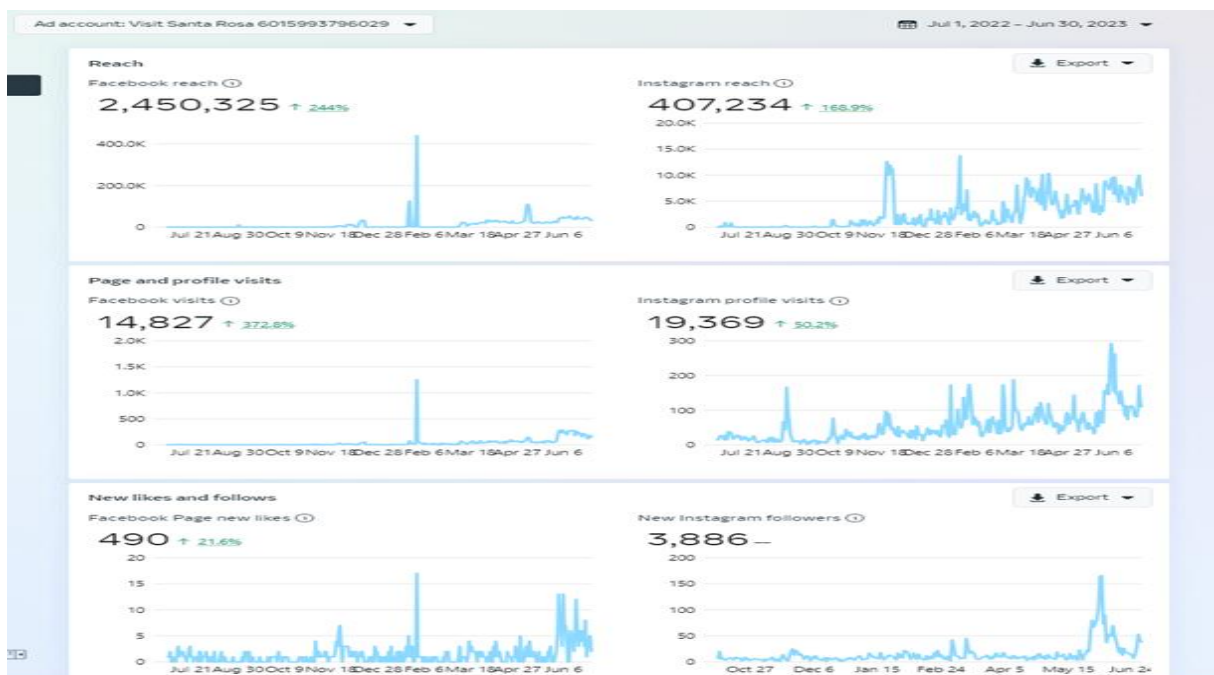 Ad account: Visit Santa Rosa 6015993796029
Jul 1, 2022 – Jun 30, 2023
Reach
Export
Facebook reach
2,450,325 ↑ 244%
400.0K
200.0K
0
Jul 21 Aug 30 Oct 9 Nov 18 Dec 28 Feb 6 Mar 18 Apr 27 Jun 6
Instagram reach
407,234 ↑ 168.9%
20.0K
15.0K
10.0K
5.0K
0
Jul 21 Aug 30 Oct 9 Nov 18 Dec 28 Feb 6 Mar 18 Apr 27 Jun 6
Page and profile visits
Export
Facebook visits
14,827 ↑ 372.8%
2.0K
1.5K
1.0K
500
0
Jul 21 Aug 30 Oct 9 Nov 18 Dec 28 Feb 6 Mar 18 Apr 27 Jun 6
Instagram profile visits
19,369 ↑ 50.2%
300
200
100
0
Jul 21 Aug 30 Oct 9 Nov 18 Dec 28 Feb 6 Mar 18 Apr 27 Jun 6
New likes and follows
Export
Facebook Page new likes
490 ↑ 21.6%
20
15
10
5
0
Jul 21 Aug 30 Oct 9 Nov 18 Dec 28 Feb 6 Mar 18 Apr 27 Jun 6
New Instagram followers
3,886 --
200
150
100
50
0
Oct 27 Dec 6 Jan 15 Feb 24 Apr 5 May 15 Jun 24